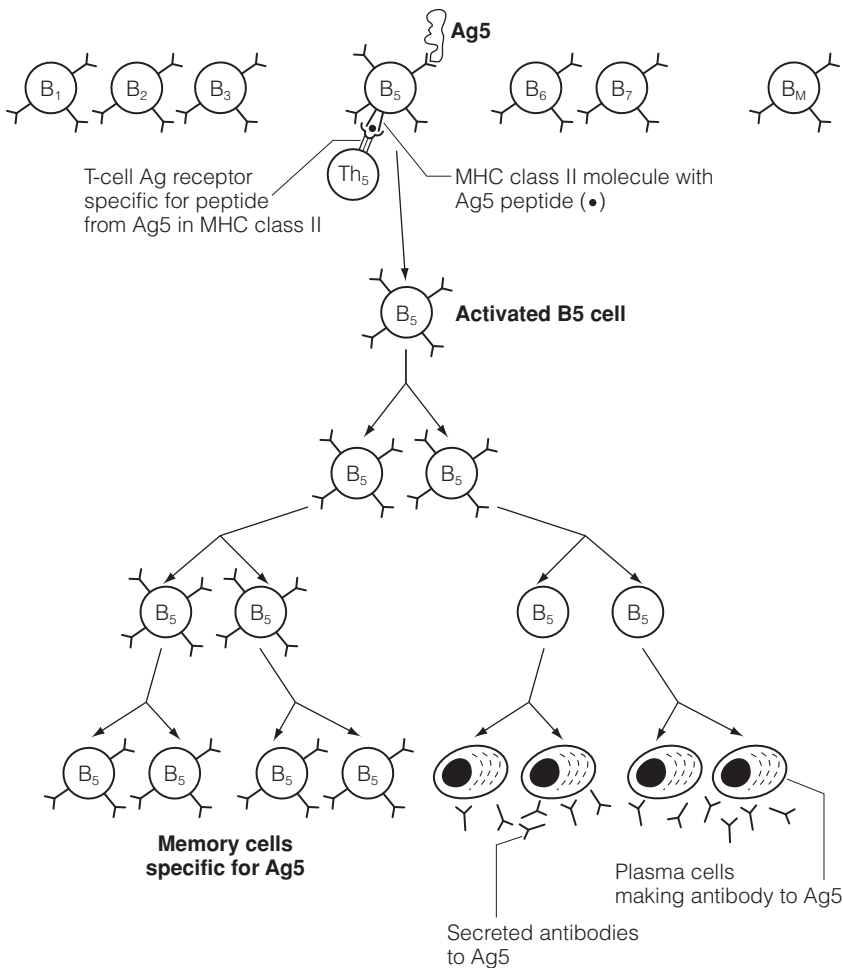 Ag5
B1 B2 B3 B5 B6 B7 BM
T-cell Ag receptor
specific for peptide
from Ag5 in MHC class II
Th5
MHC class II molecule with
Ag5 peptide (•)
B5
Activated B5 cell
B5 B5
B5 B5 B5 B5
B5 B5 B5 B5
Memory cells
specific for Ag5
Plasma cells
making antibody to Ag5
Secreted antibodies
to Ag5